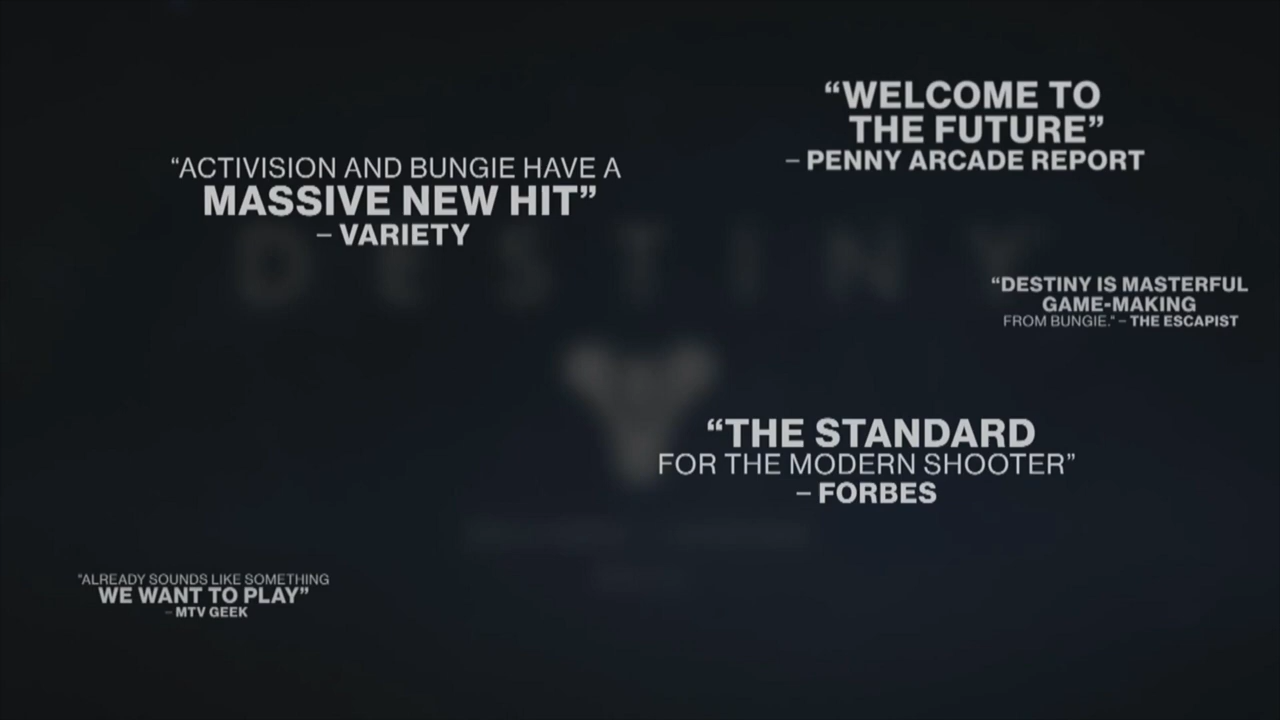 “WELCOME TO
THE FUTURE”
– PENNY ARCADE REPORT
“ACTIVISION AND BUNGIE HAVE A
MASSIVE NEW HIT”
– VARIETY
DESTINY
“DESTINY IS MASTERFUL
GAME-MAKING
FROM BUNGIE.” – THE ESCAPIST
“THE STANDARD
FOR THE MODERN SHOOTER”
– FORBES
“ALREADY SOUNDS LIKE SOMETHING
WE WANT TO PLAY”
– MTV GEEK